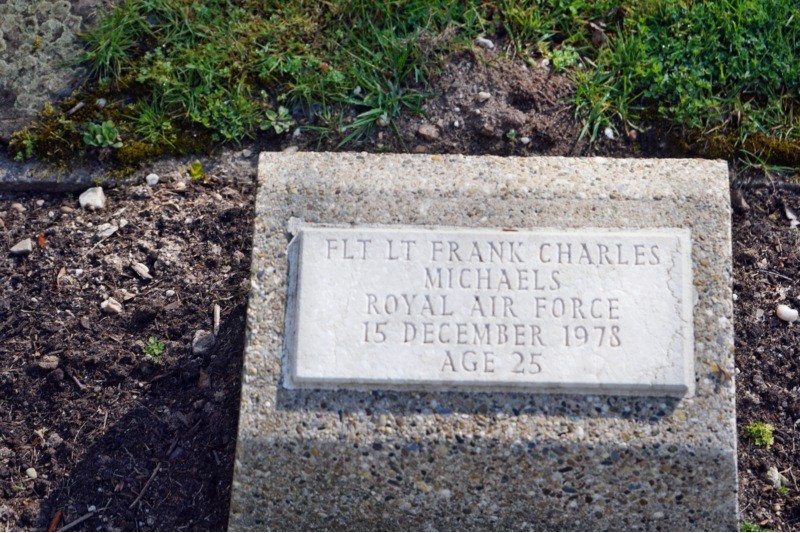 FLT LT FRANK CHARLES
MICHAELS
ROYAL AIR FORCE
15 DECEMBER 1978
AGE 25